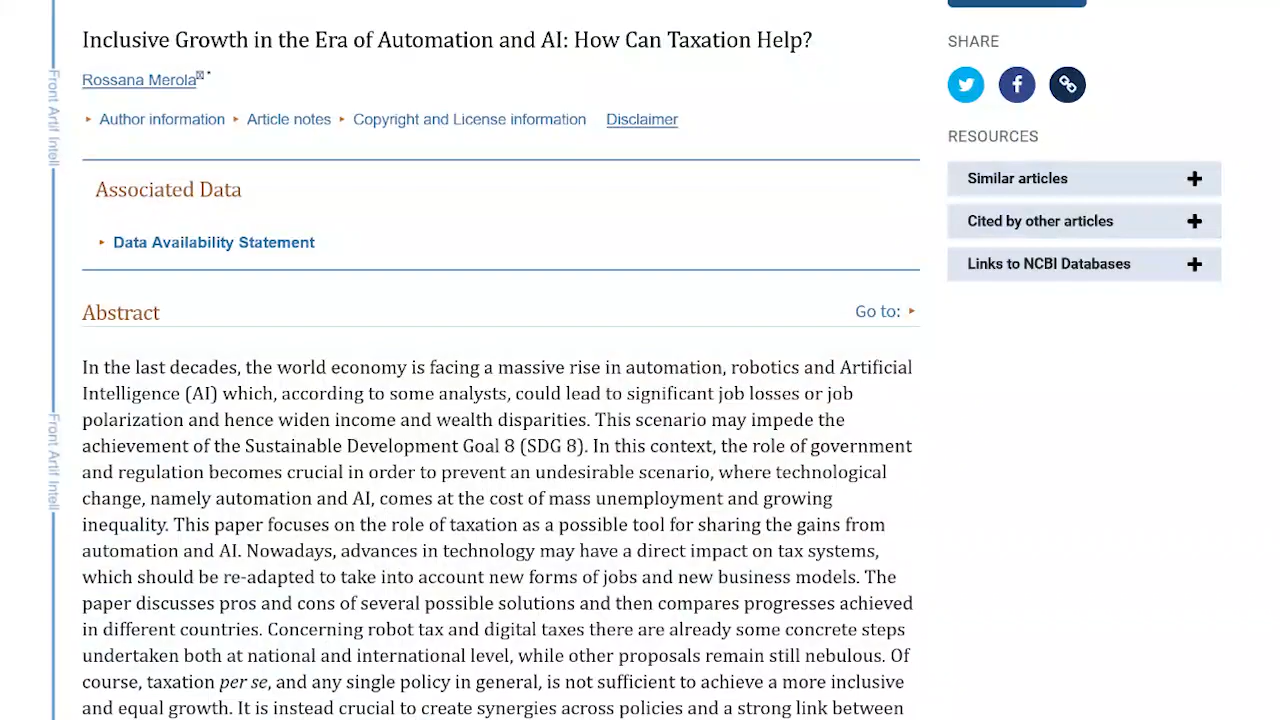 Inclusive Growth in the Era of Automation and AI: How Can Taxation Help?
Rossana Merola *
Author information Article notes Copyright and License information Disclaimer
Associated Data
Data Availability Statement
Abstract
Go to:
In the last decades, the world economy is facing a massive rise in automation, robotics and Artificial
Intelligence (AI) which, according to some analysts, could lead to significant job losses or job
polarization and hence widen income and wealth disparities. This scenario may impede the
achievement of the Sustainable Development Goal 8 (SDG 8). In this context, the role of government
and regulation becomes crucial in order to prevent an undesirable scenario, where technological
change, namely automation and AI, comes at the cost of mass unemployment and growing
inequality. This paper focuses on the role of taxation as a possible tool for sharing the gains from
automation and AI. Nowadays, advances in technology may have a direct impact on tax systems,
which should be re-adapted to take into account new forms of jobs and new business models. The
paper discusses pros and cons of several possible solutions and then compares progresses achieved
in different countries. Concerning robot tax and digital taxes there are already some concrete steps
undertaken both at national and international level, while other proposals remain still nebulous. Of
course, taxation per se, and any single policy in general, is not sufficient to achieve a more inclusive
and equal growth. It is instead crucial to create synergies across policies and a strong link between
Front Artif Intell
Front Artif Intell
SHARE
RESOURCES
Similar articles
Cited by other articles
Links to NCBI Databases